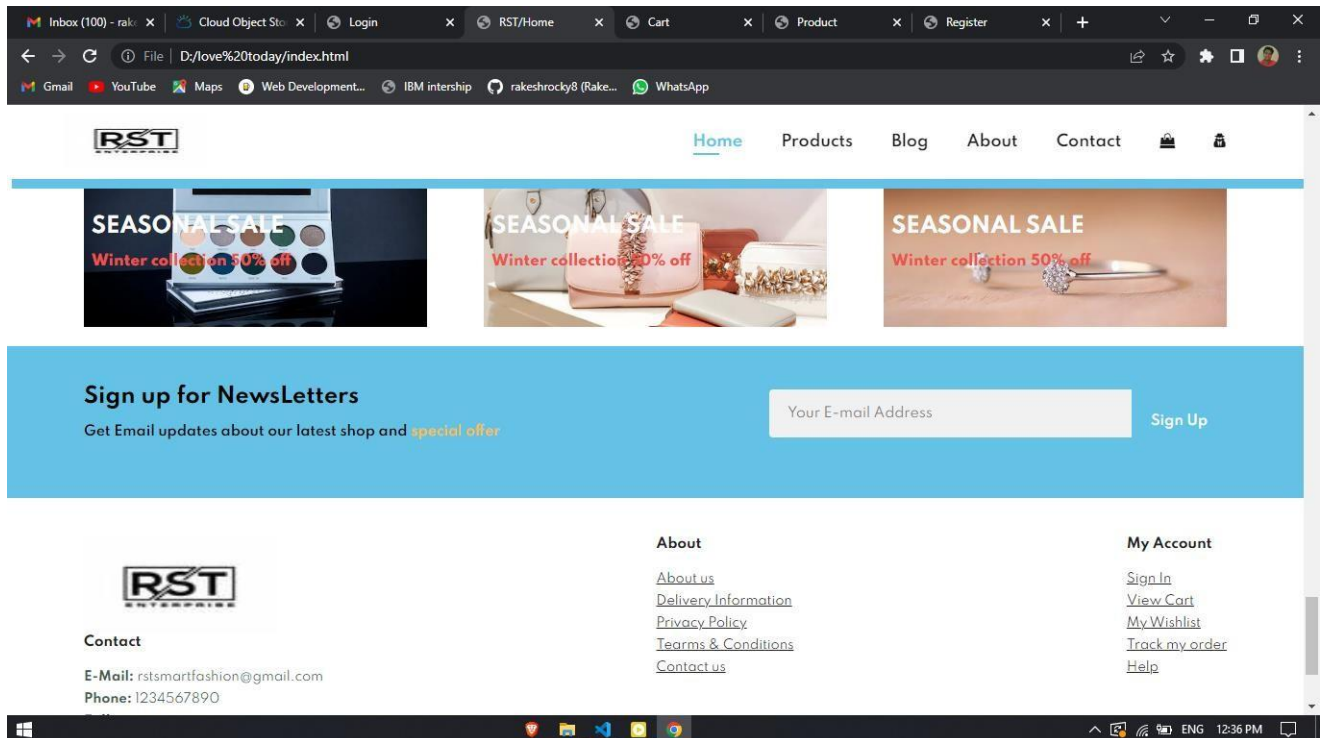 Inbox (100) - rak
Cloud Object Sto
Login
RST/Home
Cart
Product
Register
File
D:/love%20today/index.html
Gmail
YouTube
Maps
Web Development...
IBM intership
rakeshrocky8 (Rake...
WhatsApp
RST
ENTERPRISE
Home
Products
Blog
About
Contact
SEASONAL SALE
Winter collection 50% off
SEASONAL SALE
Winter collection 50% off
SEASONAL SALE
Winter collection 50% off
Sign up for NewsLetters
Get Email updates about our latest shop and special offer
Your E-mail Address
Sign Up
RST
ENTERPRISE
Contact
E-Mail: rstsmartfashion@gmail.com
Phone: 1234567890
About
About us
Delivery Information
Privacy Policy
Tearms & Conditions
Contact us
My Account
Sign In
View Cart
My Wishlist
Track my order
Help
ENG
12:36 PM